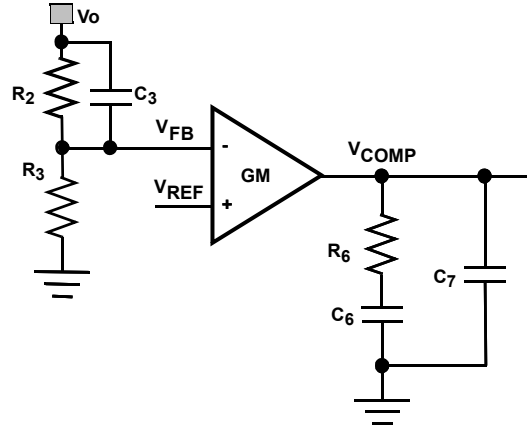 Vo
R2
C3
VFB
VCOMP
GM
-
R3
VREF
+
R6
C7
C6